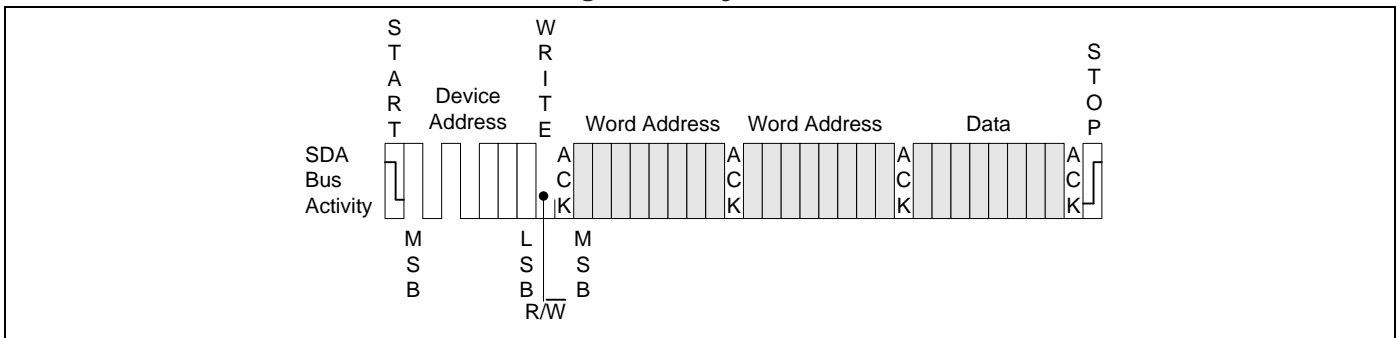 START
WRITE
STOP
Device
Address
Word Address
Word Address
Data
SDA
Bus
Activity
ACK
ACK
ACK
ACK
MSB
LSB
MSB
R/W̅